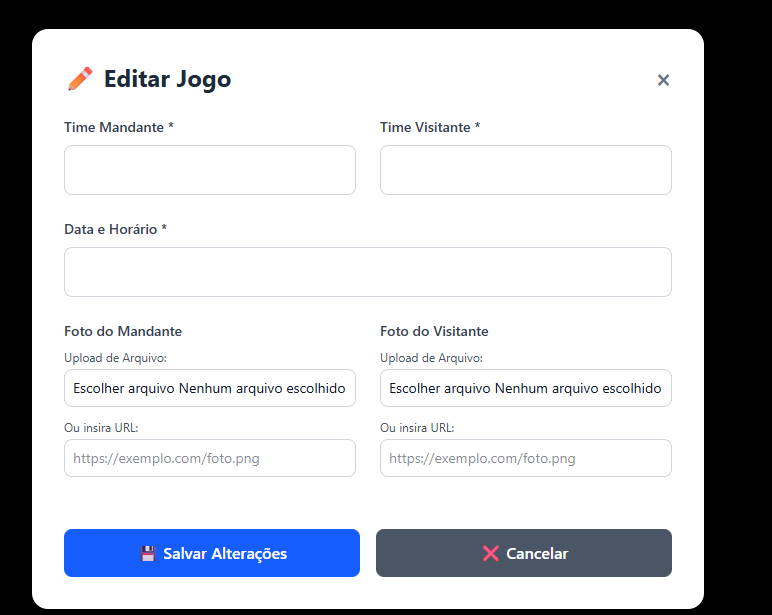 Editar Jogo
×
Time Mandante *
Time Visitante *
Data e Horário *
Foto do Mandante
Foto do Visitante
Upload de Arquivo:
Upload de Arquivo:
Escolher arquivo Nenhum arquivo escolhido
Escolher arquivo Nenhum arquivo escolhido
Ou insira URL:
Ou insira URL:
https://exemplo.com/foto.png
https://exemplo.com/foto.png
Salvar Alterações
Cancelar